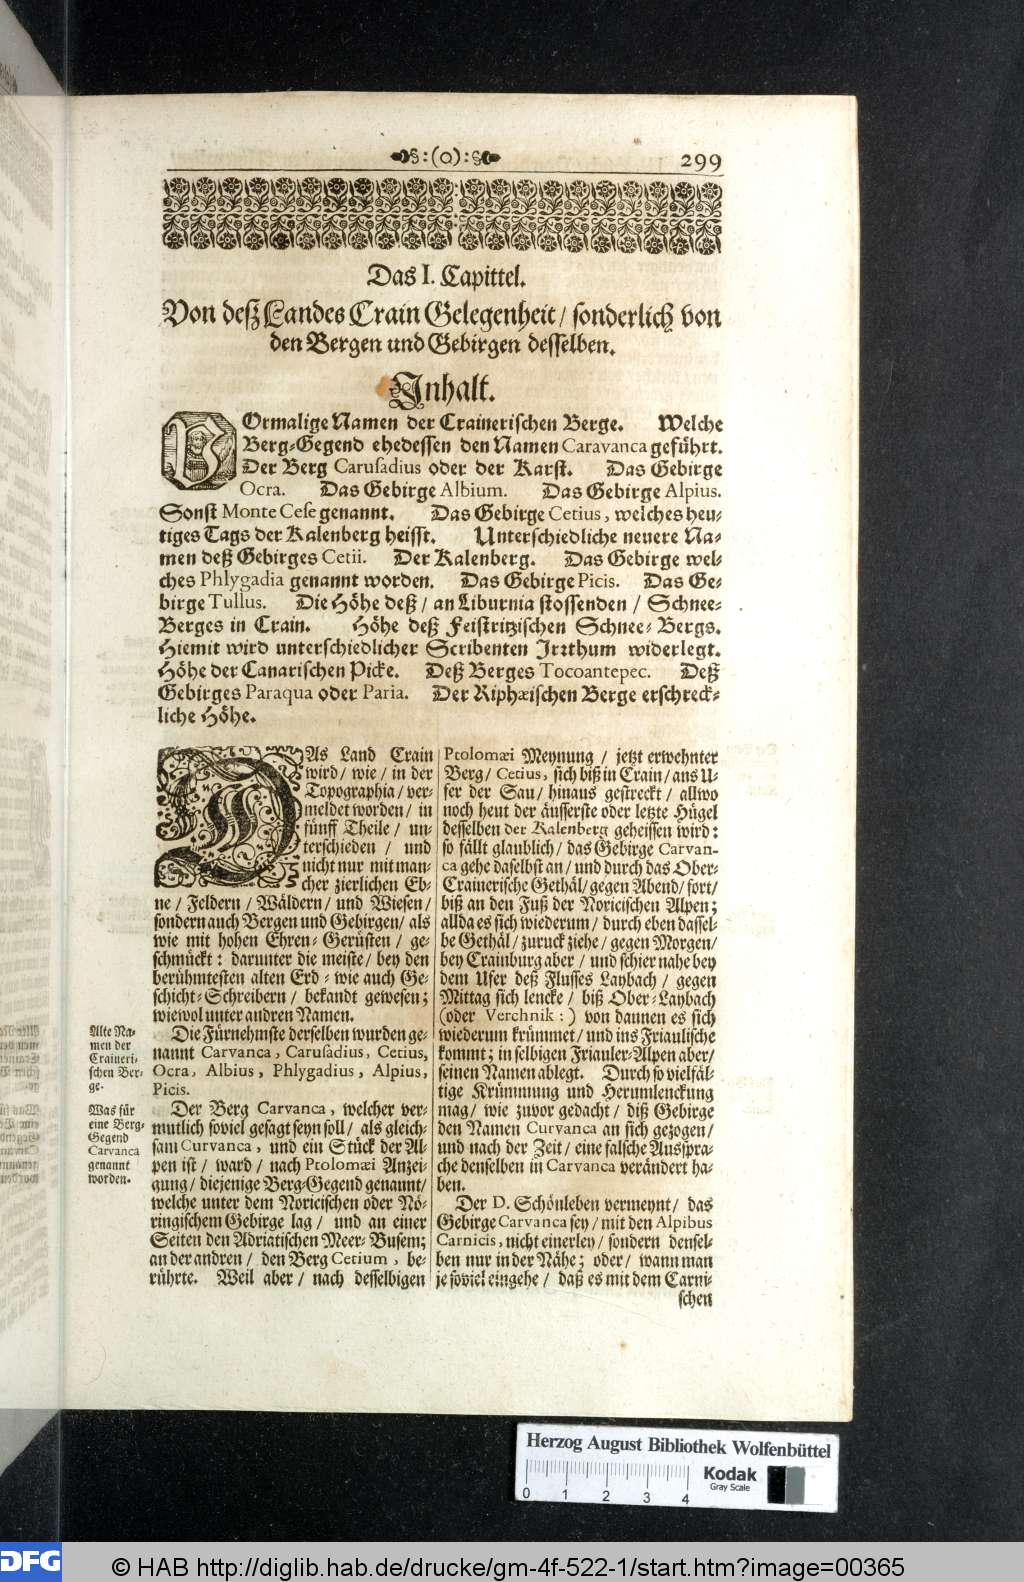 299
Das I. Capittel.
Von deß Landes Crain Gelegenheit / sonderlich von
den Bergen und Gebirgen desselben.
Inhalt.
VOrmalige Namen der Crainerischen Berge. Welche
Berg-Gegend ehedessen den Namen Caravanca geführt.
Der Berg Carusadius oder der Karst. Das Gebirge
Ocra. Das Gebirge Albium. Das Gebirge Alpius.
Sonst Monte Cese genannt. Das Gebirge Cetius, welches heu-
tiges Tags der Kalenberg heisst. Unterschiedliche neuere Na-
men deß Gebirges Cetii. Der Kalenberg. Das Gebirge wel-
ches Phlygadia genannt worden. Das Gebirge Picis. Das Ge-
birge Tullus. Die Höhe deß / an Liburnia stossenden / Schnee-
Berges in Crain. Höhe deß Feistritzischen Schnee-Bergs.
Hiemit wird unterschiedlicher Scribenten Irrthum widerlegt.
Höhe der Canarischen Picke. Deß Berges Tocoantepec. Deß
Gebirges Paraqua oder Paria. Der Riphæischen Berge erschreck-
liche Höhe.
DAs Land Crain
wird / wie / in der
Topographia / ver-
meldet worden / in
fünff Theile / un-
terschieden / und
nicht nur mit man-
cher zierlichen Eb-
ne / Feldern / Wäldern / und Wiesen /
sondern auch Bergen und Gebirgen / als
wie mit hohen Ehren-Gerüsten / ge-
schmückt: darunter die meiste / bey den
berühmtesten alten Erd- wie auch Ge-
schicht-Schreibern / bekandt gewesen;
wiewol unter andren Namen.
Alte Na-
men der
Craineri-
schen Ber-
ge.
Die Fürnehmste derselben wurden ge-
nannt Carvanca, Carusadius, Cetius,
Ocra, Albius, Phlygadius, Alpius,
Picis.
Was für
eine Berg-
Gegend
Carvanca
genannt
worden.
Der Berg Carvanca, welcher ver-
mutlich soviel gesagt seyn soll / als gleich-
sam Curvanca, und ein Stück der Al-
pen ist / ward / nach Ptolomæi Anzei-
gung / diejenige Berg-Gegend genannt /
welche unter dem Noricischen oder Nö-
ringischem Gebirge lag / und an einer
Seiten den Adriatischen Meer-Busem;
an der andren / den Berg Cetium, be-
rührte. Weil aber / nach desselbigen
Ptolomæi Meynung / jetzt erwehnter
Berg / Cetius, sich biß in Crain / ans U-
fer der Sau / hinaus gestreckt / allwo
noch heut der äusserste oder letzte Hügel
desselben der Kalenberg geheissen wird:
so fällt glaublich / das Gebirge Carvan-
ca gehe daselbst an / und durch das Ober-
Crainerische Gethäl / gegen Abend / fort /
biß an den Fuß der Noricischen Alpen;
allda es sich wiederum / durch eben dassel-
be Gethäl / zuruck ziehe / gegen Morgen /
bey Crainburg aber / und schier nahe bey
dem Ufer deß Flusses Laybach / gegen
Mittag sich lencke / biß Ober-Laybach
(oder Verchnik:) von dannen es sich
wiederum krümmet / und ins Friaulische
kommt; in selbigen Friauler-Alpen aber /
seinen Namen ablegt. Durch so vielfäl-
tige Krümmung und Herumlenckung
mag / wie zuvor gedacht / diß Gebirge
den Namen Curvanca an sich gezogen /
und nach der Zeit / eine falsche Ausspra-
che denselben in Carvanca verändert ha-
ben.
Der D. Schönleben vermeynt / das
Gebirge Carvanca sey / mit den Alpibus
Carnicis, nicht einerley / sondern densel-
ben nur in der Nähe; oder / wann man
je soviel eingehe / daß es mit dem Carni-
schen
Herzog August Bibliothek Wolfenbüttel
0 1 2 3 4
Kodak
Gray Scale
DFG
© HAB http://diglib.hab.de/drucke/gm-4f-522-1/start.htm?image=00365